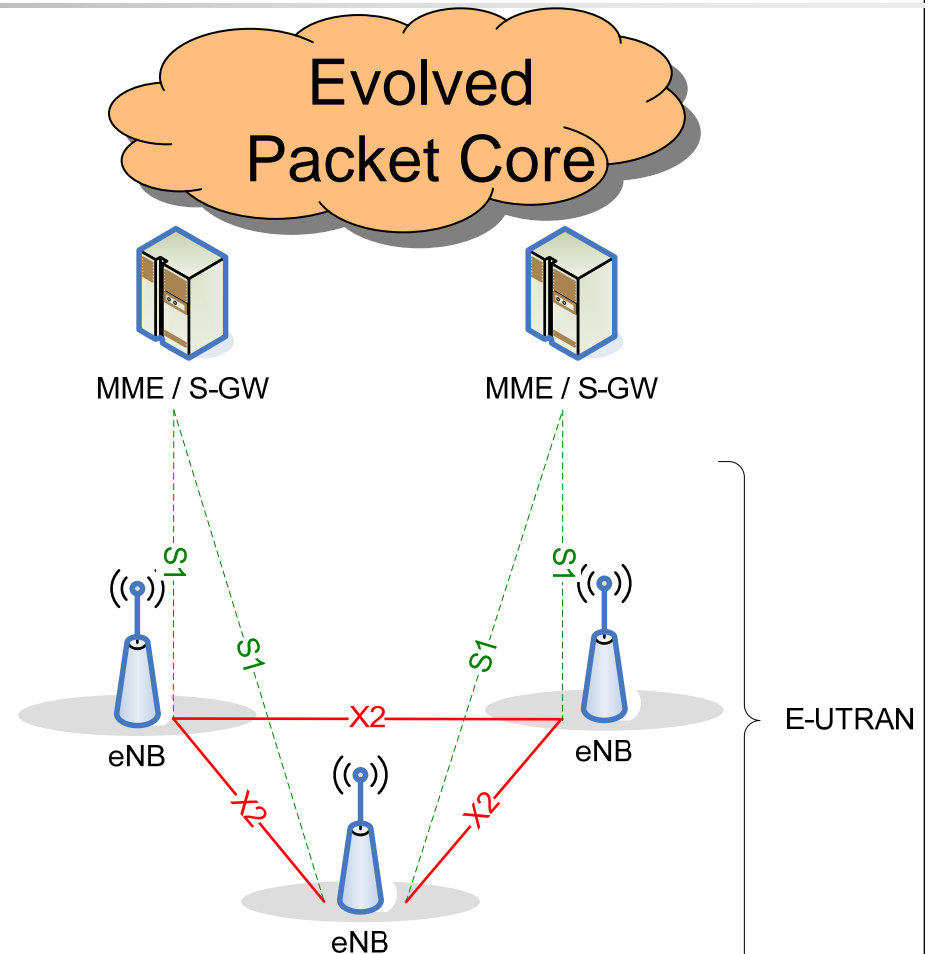 Evolved
Packet Core
MME / S-GW
MME / S-GW
S1
S1
S1
S1
X2
eNB
eNB
E-UTRAN
X2
X2
eNB